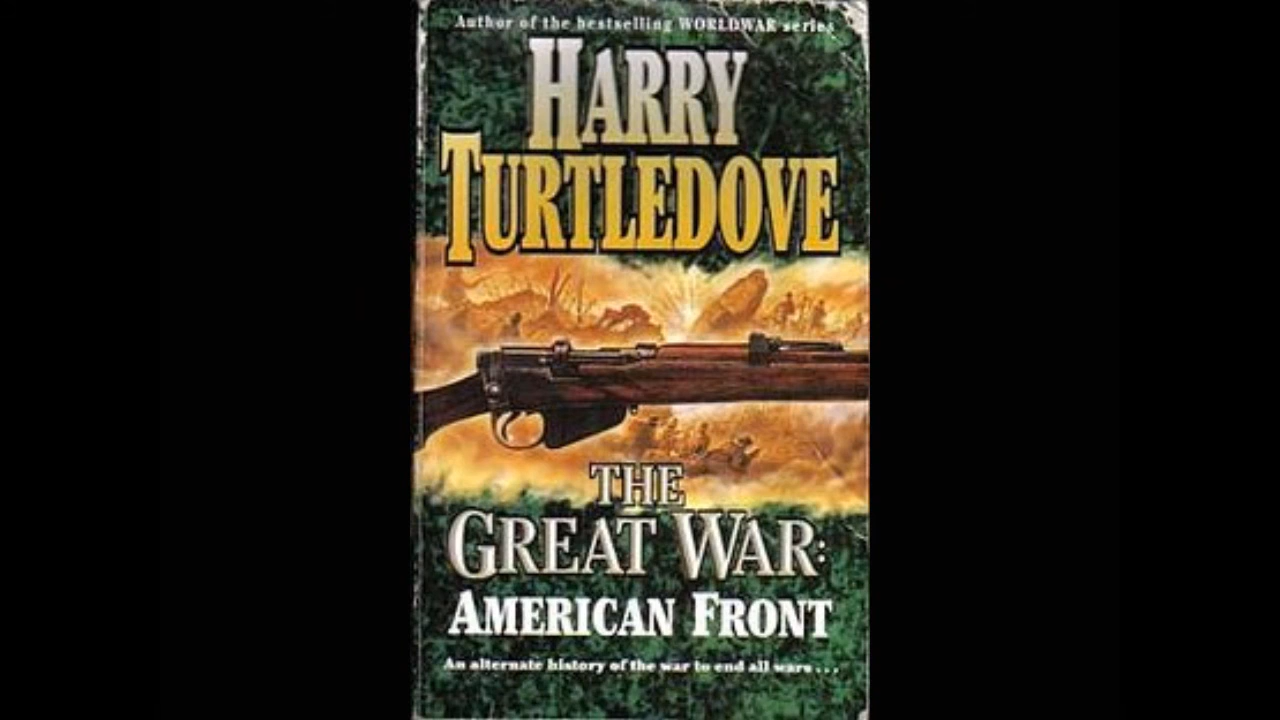 Author of the bestselling WORLDWAR series
HARRY
TURTLEDOVE
THE
GREAT WAR:
AMERICAN FRONT
An alternate history of the war to end all wars...